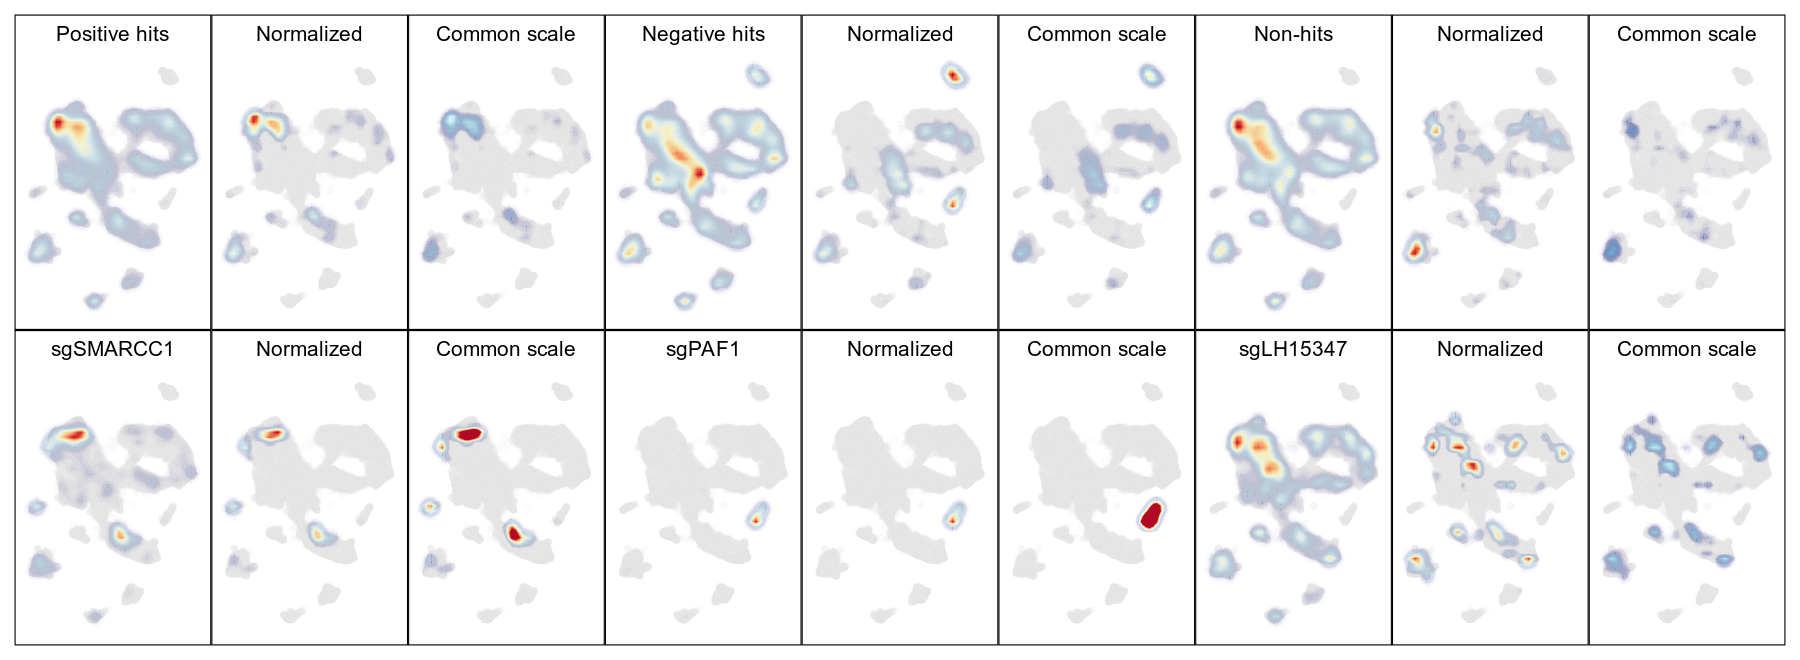 Positive hits
Normalized
Common scale
Negative hits
Normalized
Common scale
Non-hits
Normalized
Common scale
sgSMARCC1
Normalized
Common scale
sgPAF1
Normalized
Common scale
sgLH15347
Normalized
Common scale